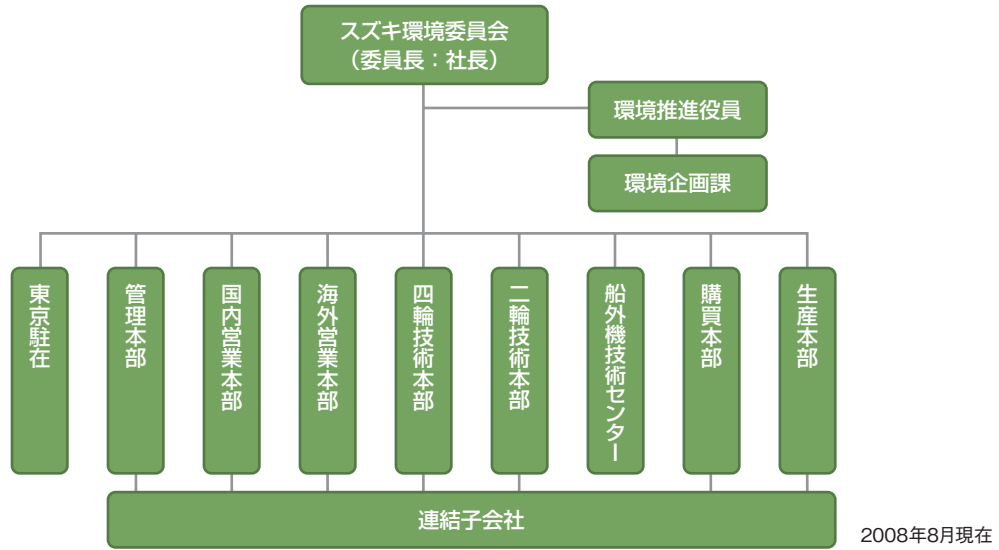 スズキ環境委員会
(委員長:社長)
環境推進役員
環境企画課
東京駐在
管理本部
国内営業本部
海外営業本部
四輪技術本部
二輪技術本部
船外機技術センター
購買本部
生産本部
連結子会社
2008年8月現在